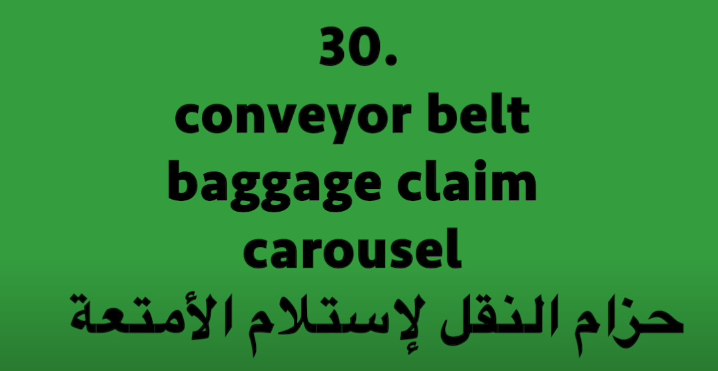 30.
conveyor belt
baggage claim
carousel
حزام النقل لإستلام الأمتعة